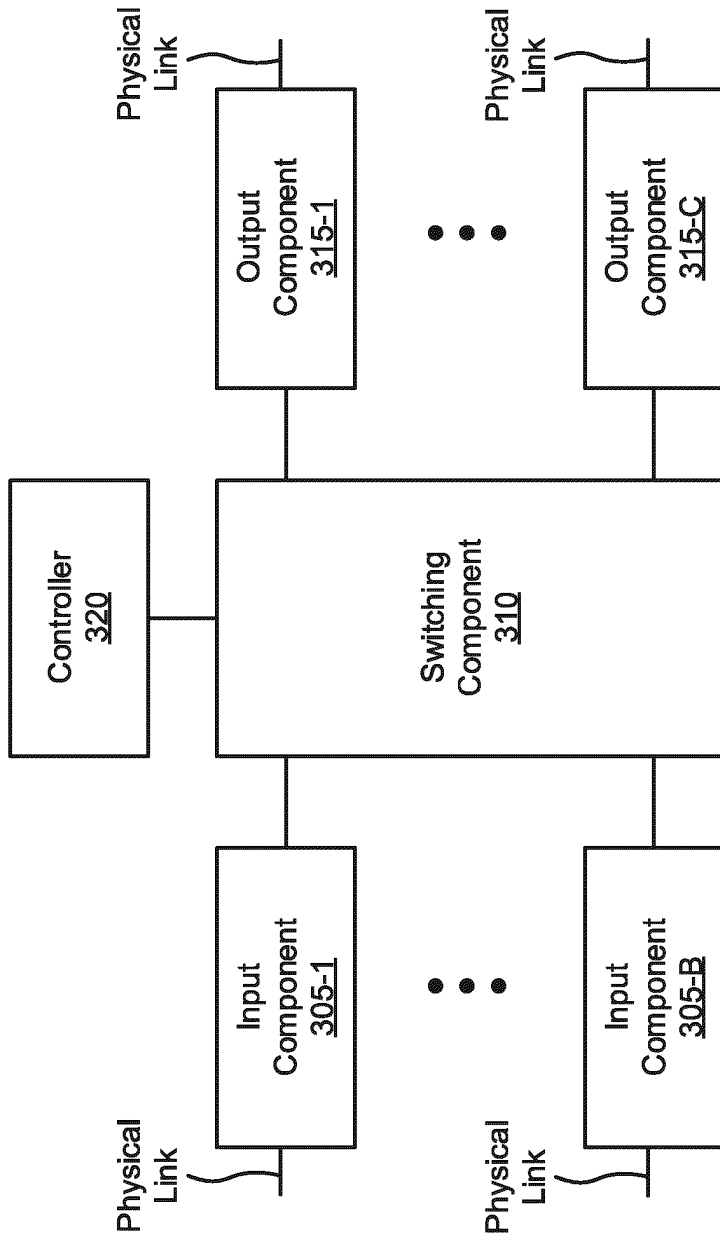 Controller
320
Physical
Link
Input
Component
305-1
Switching
Component
310
Output
Component
315-1
Physical
Link
Physical
Link
Input
Component
305-B
Output
Component
315-C
Physical
Link